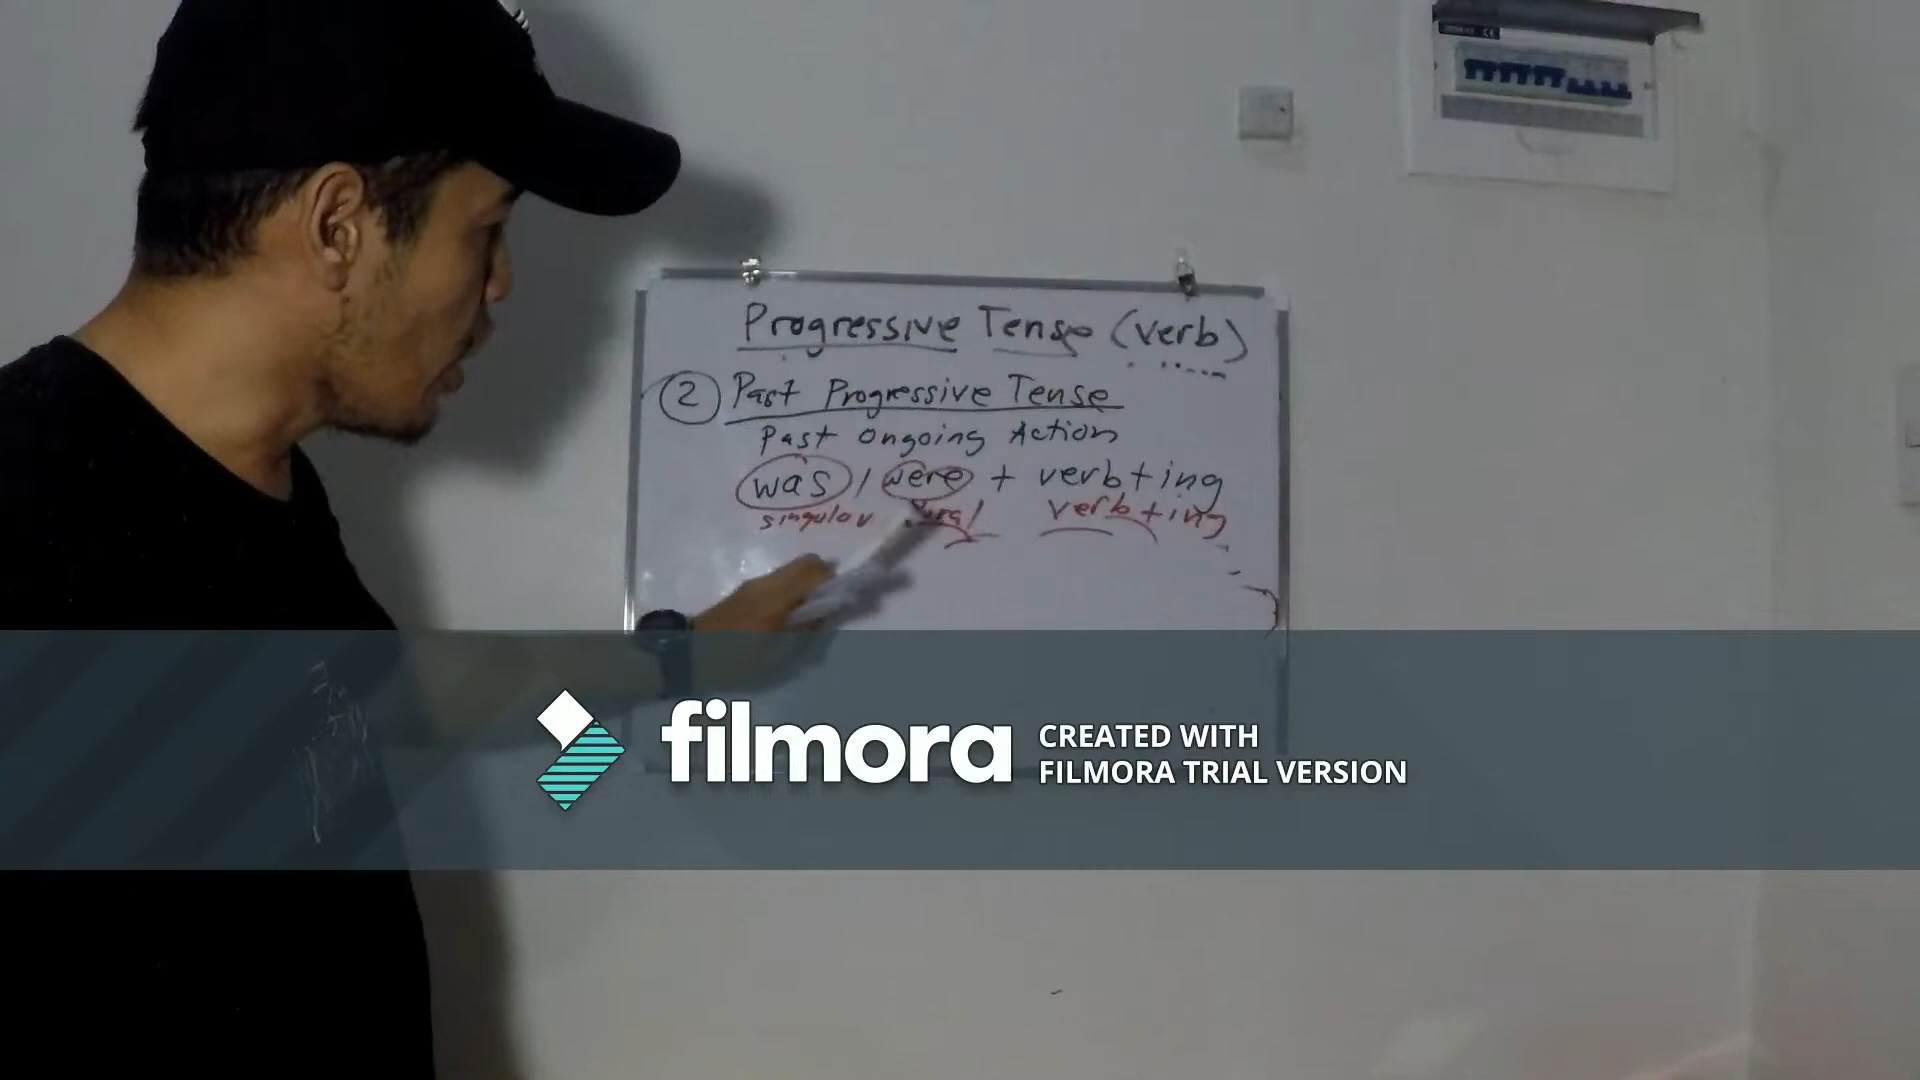 Progressive Tense (verb)
2 Past Progressive Tense
Past Ongoing Action
was / were + verb + ing
singular plural verb + ing
filmora CREATED WITH
FILMORA TRIAL VERSION